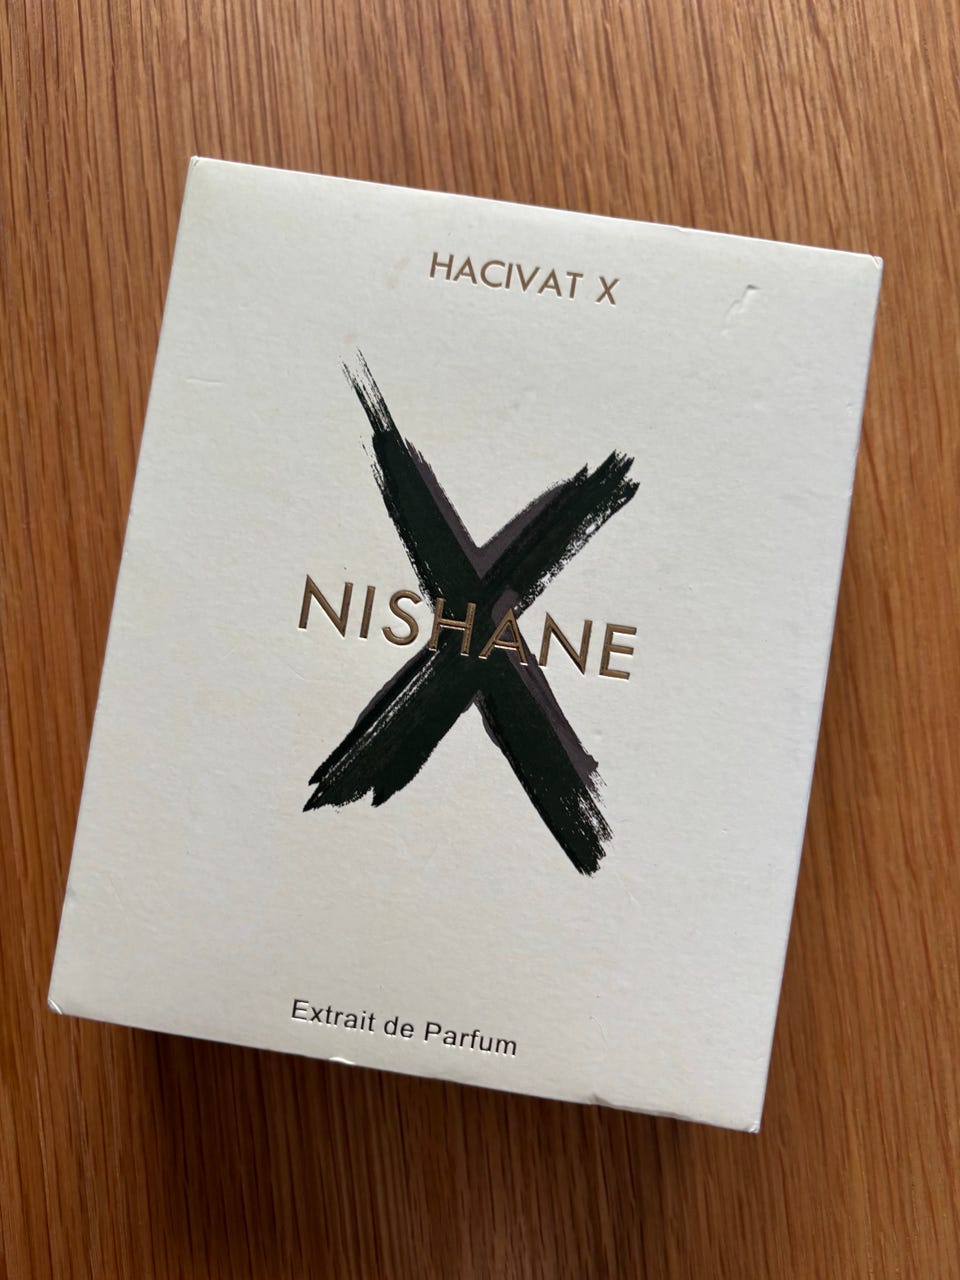 HACIVAT X
NISHANE
Extrait de Parfum